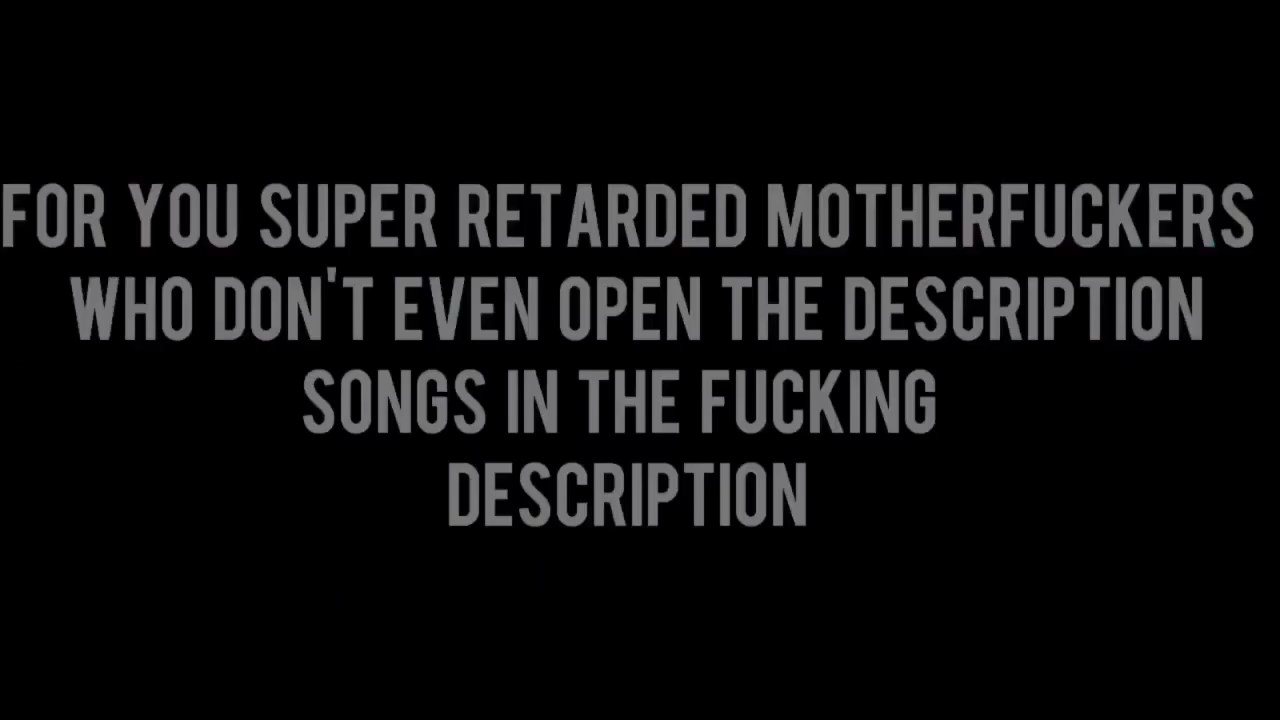 FOR YOU SUPER RETARDED MOTHERFUCKERS
WHO DON'T EVEN OPEN THE DESCRIPTION
SONGS IN THE FUCKING
DESCRIPTION